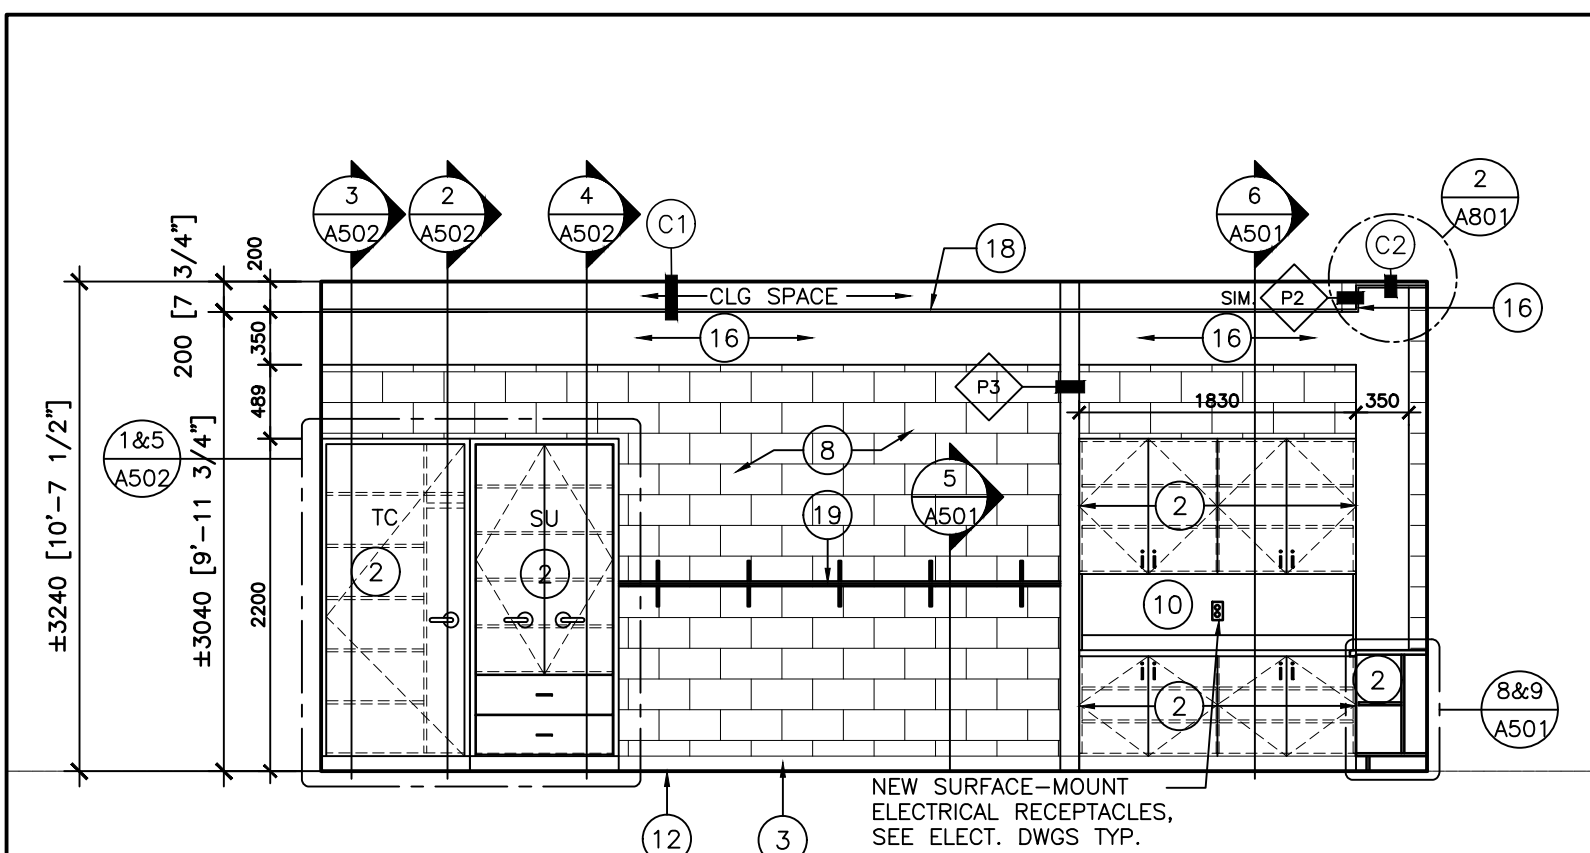 3
A502
2
A502
4
A502
C1
6
A501
2
A801
C2
18
CLG SPACE
SIM.
P2
16
16
16
200
200 [7 3/4"]
350
489
2200
±3240 [10'-7 1/2"]
±3040 [9'-11 3/4"]
P3
1830
350
1&5
A502
8
5
A501
2
19
TC
SU
2
2
10
2
2
8&9
A501
NEW SURFACE-MOUNT
ELECTRICAL RECEPTACLES,
SEE ELECT. DWGS TYP.
12
3